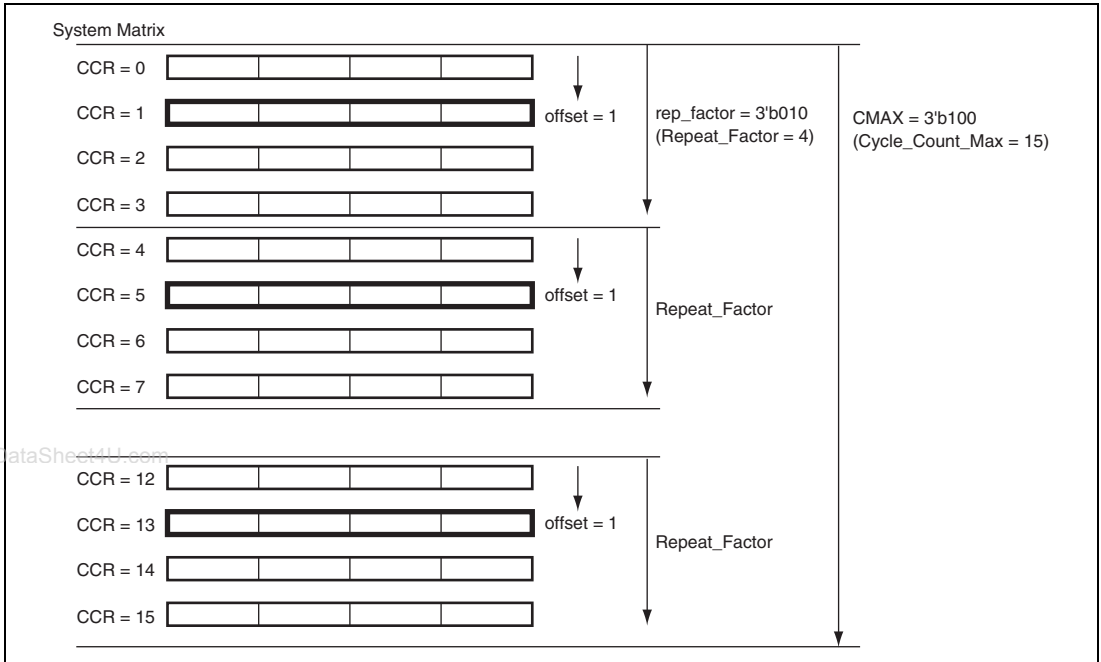 System Matrix
CCR = 0
CCR = 1
offset = 1
rep_factor = 3'b010
(Repeat_Factor = 4)
CMAX = 3'b100
(Cycle_Count_Max = 15)
CCR = 2
CCR = 3
CCR = 4
CCR = 5
offset = 1
Repeat_Factor
CCR = 6
CCR = 7
DataSheet4U.com
CCR = 12
CCR = 13
offset = 1
Repeat_Factor
CCR = 14
CCR = 15